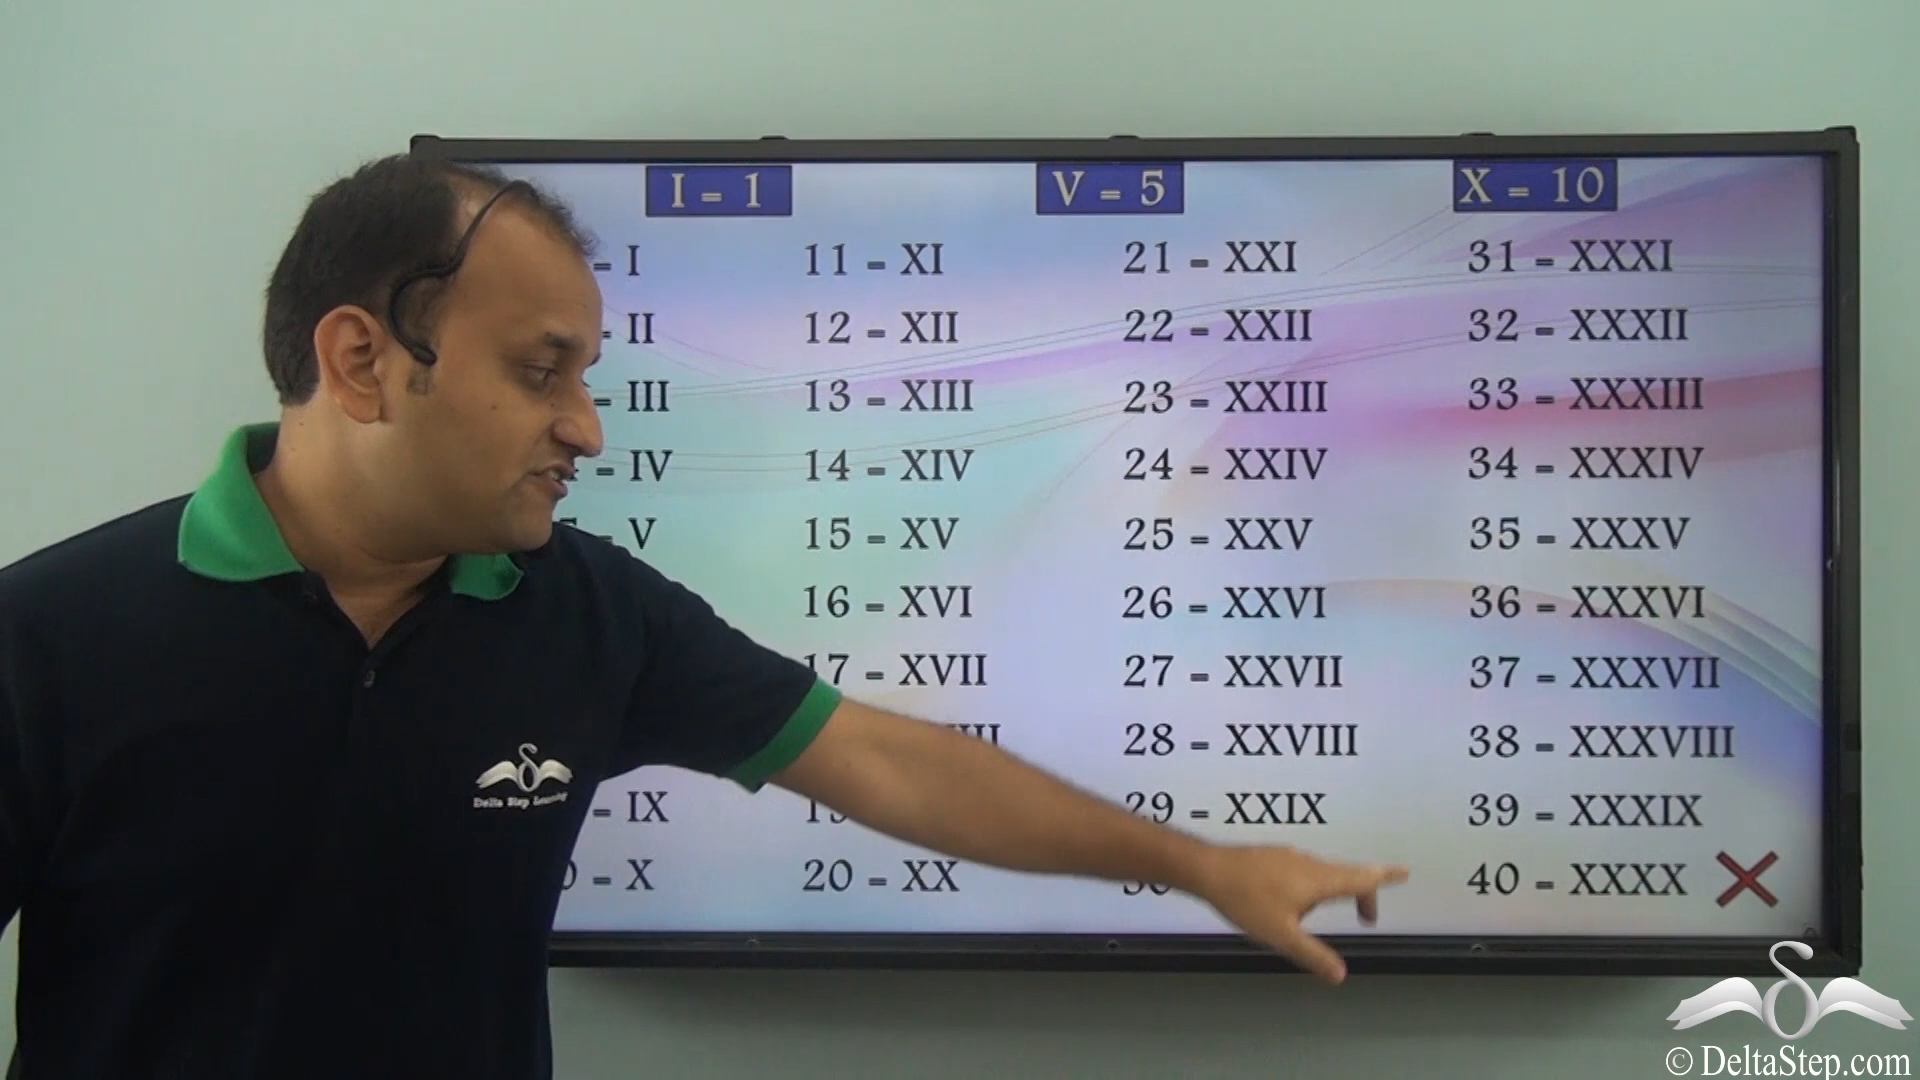 I = 1 V = 5 X = 10
= I 11 = XI 21 = XXI 31 = XXXI
= II 12 = XII 22 = XXII 32 = XXXII
= III 13 = XIII 23 = XXIII 33 = XXXIII
= IV 14 = XIV 24 = XXIV 34 = XXXIV
= V 15 = XV 25 = XXV 35 = XXXV
16 = XVI 26 = XXVI 36 = XXXVI
17 = XVII 27 = XXVII 37 = XXXVII
28 = XXVIII 38 = XXXVIII
= IX 29 = XXIX 39 = XXXIX
= X 20 = XX 40 = XXXX
Delta Step Learning
© DeltaStep.com